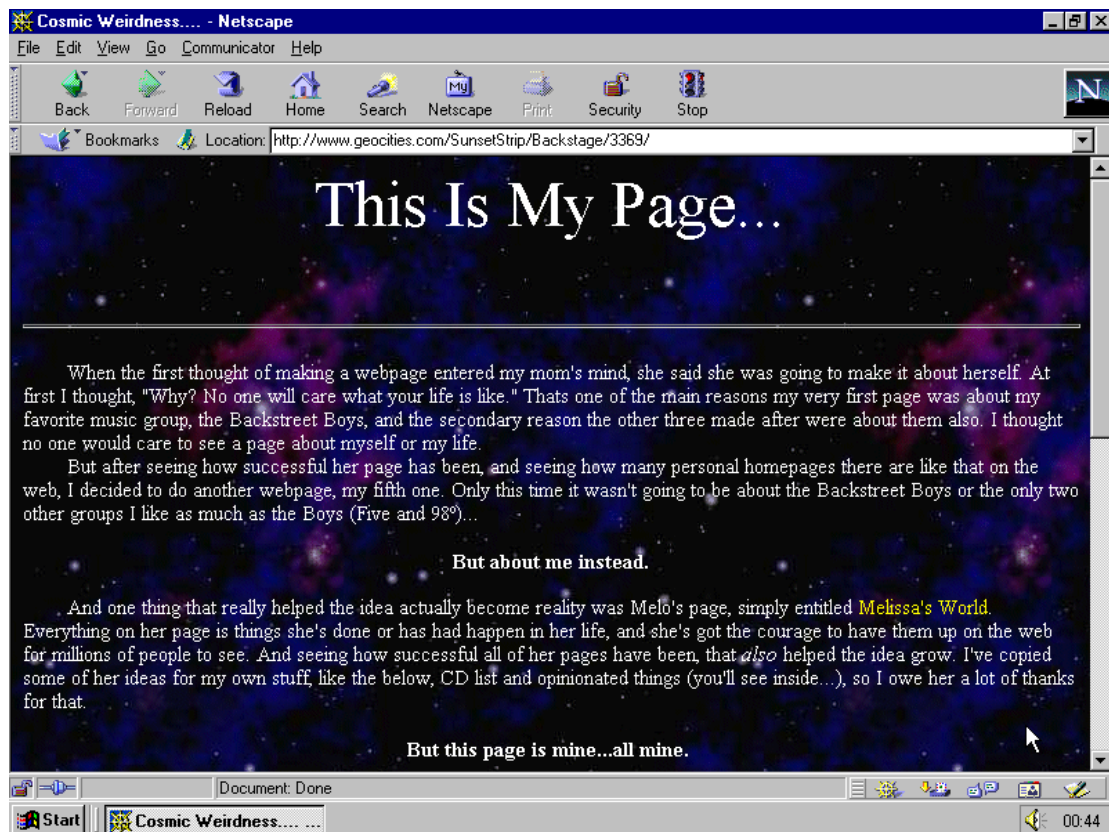 Cosmic Weirdness.... - Netscape
File Edit View Go Communicator Help
My
N
Back Forward Reload Home Search Netscape Print Security Stop
Bookmarks Location: http://www.geocities.com/SunsetStrip/Backstage/3369/
This Is My Page...
When the first thought of making a webpage entered my mom's mind, she said she was going to make it about herself. At
first I thought, "Why? No one will care what your life is like." Thats one of the main reasons my very first page was about my
favorite music group, the Backstreet Boys, and the secondary reason the other three made after were about them also. I thought
no one would care to see a page about myself or my life.
But after seeing how successful her page has been, and seeing how many personal homepages there are like that on the
web, I decided to do another webpage, my fifth one. Only this time it wasn't going to be about the Backstreet Boys or the only two
other groups I like as much as the Boys (Five and 98º)...
But about me instead.
And one thing that really helped the idea actually become reality was Melo's page, simply entitled Melissa's World.
Everything on her page is things she's done or has had happen in her life, and she's got the courage to have them up on the web
for millions of people to see. And seeing how successful all of her pages have been, that also helped the idea grow. I've copied
some of her ideas for my own stuff, like the below, CD list and opinionated things (you'll see inside...), so I owe her a lot of thanks
for that.
But this page is mine...all mine.
Document: Done
Start Cosmic Weirdness.... ... 00:44